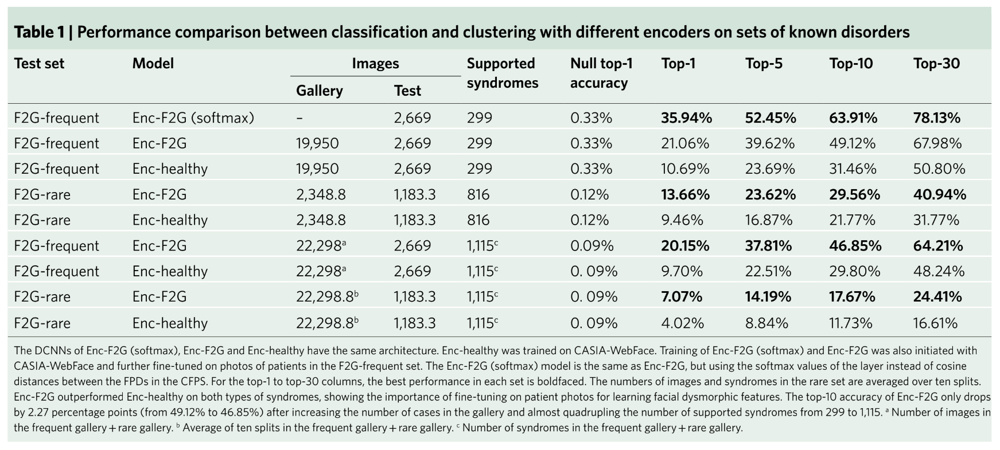 Table 1 | Performance comparison between classification and clustering with different encoders on sets of known disorders
Test set Model Images Supported syndromes Null top-1 accuracy Top-1 Top-5 Top-10 Top-30
Gallery Test
F2G-frequent Enc-F2G (softmax) – 2,669 299 0.33% 35.94% 52.45% 63.91% 78.13%
F2G-frequent Enc-F2G 19,950 2,669 299 0.33% 21.06% 39.62% 49.12% 67.98%
F2G-frequent Enc-healthy 19,950 2,669 299 0.33% 10.69% 23.69% 31.46% 50.80%
F2G-rare Enc-F2G 2,348.8 1,183.3 816 0.12% 13.66% 23.62% 29.56% 40.94%
F2G-rare Enc-healthy 2,348.8 1,183.3 816 0.12% 9.46% 16.87% 21.77% 31.77%
F2G-frequent Enc-F2G 22,298ᵃ 2,669 1,115ᶜ 0.09% 20.15% 37.81% 46.85% 64.21%
F2G-frequent Enc-healthy 22,298ᵃ 2,669 1,115ᶜ 0. 09% 9.70% 22.51% 29.80% 48.24%
F2G-rare Enc-F2G 22,298.8ᵇ 1,183.3 1,115ᶜ 0. 09% 7.07% 14.19% 17.67% 24.41%
F2G-rare Enc-healthy 22,298.8ᵇ 1,183.3 1,115ᶜ 0. 09% 4.02% 8.84% 11.73% 16.61%
The DCNNs of Enc-F2G (softmax), Enc-F2G and Enc-healthy have the same architecture. Enc-healthy was trained on CASIA-WebFace. Training of Enc-F2G (softmax) and Enc-F2G was also initiated with
CASIA-WebFace and further fine-tuned on photos of patients in the F2G-frequent set. The Enc-F2G (softmax) model is the same as Enc-F2G, but using the softmax values of the layer instead of cosine
distances between the FPDs in the CFPS. For the top-1 to top-30 columns, the best performance in each set is boldfaced. The numbers of images and syndromes in the rare set are averaged over ten splits.
Enc-F2G outperformed Enc-healthy on both types of syndromes, showing the importance of fine-tuning on patient photos for learning facial dysmorphic features. The top-10 accuracy of Enc-F2G only drops
by 2.27 percentage points (from 49.12% to 46.85%) after increasing the number of cases in the gallery and almost quadrupling the number of supported syndromes from 299 to 1,115. ᵃ Number of images in
the frequent gallery + rare gallery. ᵇ Average of ten splits in the frequent gallery + rare gallery. ᶜ Number of syndromes in the frequent gallery + rare gallery.